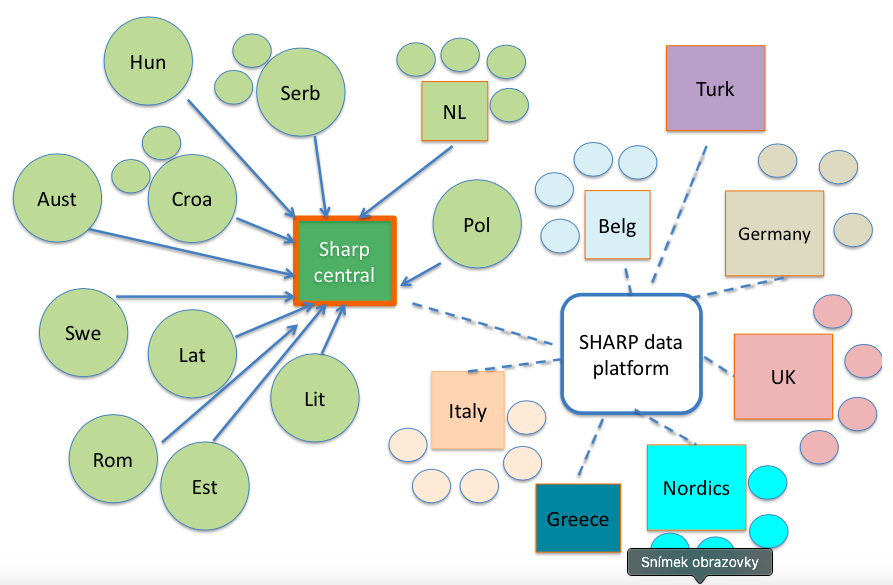 Hun
Serb
NL
Turk
Aust
Croa
Pol
Belg
Germany
Sharp
central
Swe
Lat
Lit
SHARP data
platform
UK
Italy
Rom
Est
Nordics
Greece
Snímek obrazovky